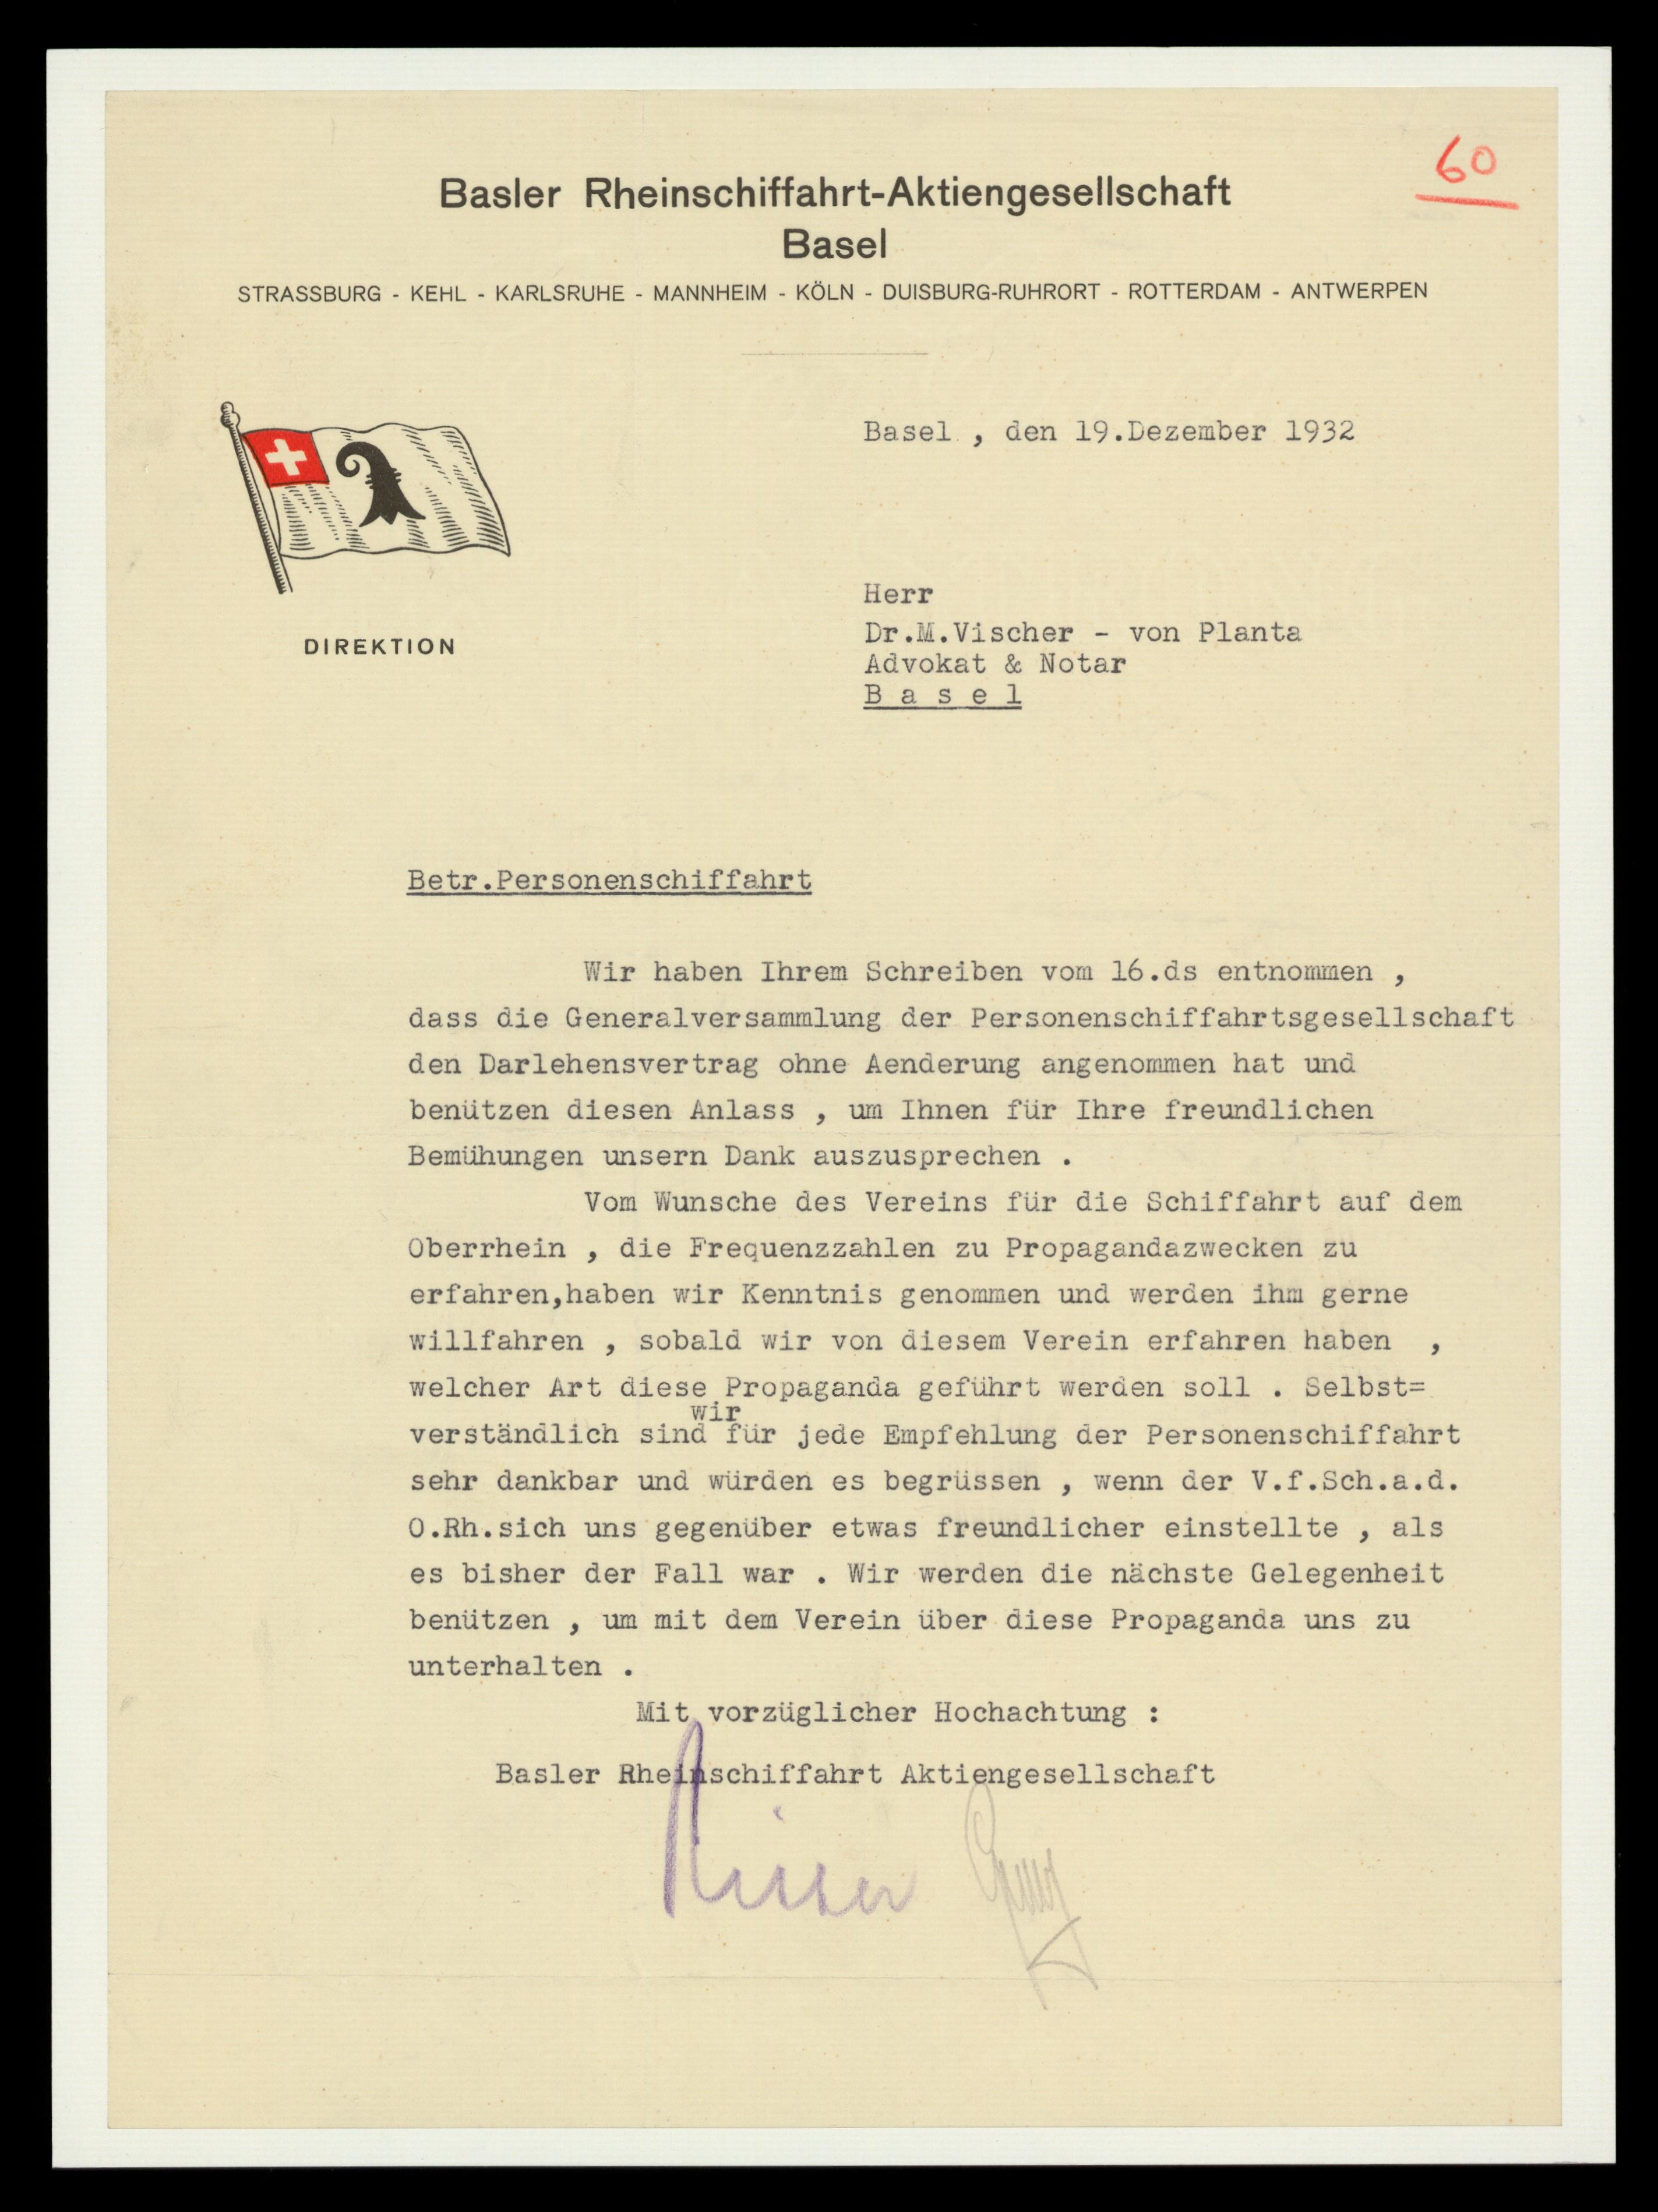 60
Basler Rheinschiffahrt-Aktiengesellschaft
Basel
STRASSBURG - KEHL - KARLSRUHE - MANNHEIM - KÖLN - DUISBURG-RUHRORT - ROTTERDAM - ANTWERPEN
Basel , den 19.Dezember 1932
DIREKTION
Herr
Dr.M.Vischer - von Planta
Advokat & Notar
B a s e l
Betr.Personenschiffahrt
Wir haben Ihrem Schreiben vom 16.ds entnommen ,
dass die Generalversammlung der Personenschiffahrtsgesellschaft
den Darlehensvertrag ohne Aenderung angenommen hat und
benützen diesen Anlass , um Ihnen für Ihre freundlichen
Bemühungen unsern Dank auszusprechen .
Vom Wunsche des Vereins für die Schiffahrt auf dem
Oberrhein , die Frequenzzahlen zu Propagandazwecken zu
erfahren,haben wir Kenntnis genommen und werden ihm gerne
willfahren , sobald wir von diesem Verein erfahren haben ,
welcher Art diese Propaganda geführt werden soll . Selbst=
verständlich sind wir für jede Empfehlung der Personenschiffahrt
sehr dankbar und würden es begrüssen , wenn der V.f.Sch.a.d.
O.Rh.sich uns gegenüber etwas freundlicher einstellte , als
es bisher der Fall war . Wir werden die nächste Gelegenheit
benützen , um mit dem Verein über diese Propaganda uns zu
unterhalten .
Mit vorzüglicher Hochachtung :
Basler Rheinschiffahrt Aktiengesellschaft